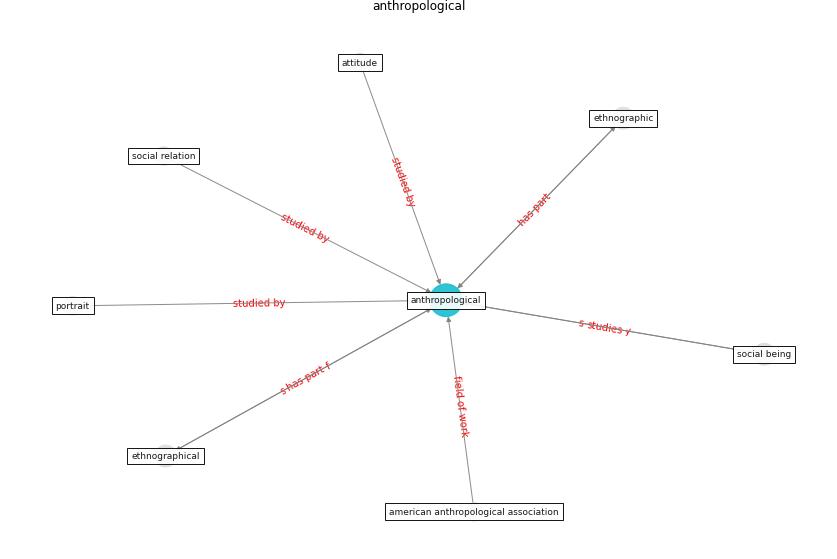 anthropological
attitude
ethnographic
social relation
studied by
has part
studied by
portrait
studied by
anthropological
s studies y
social being
s has part f
field of work
ethnographical
american anthropological association